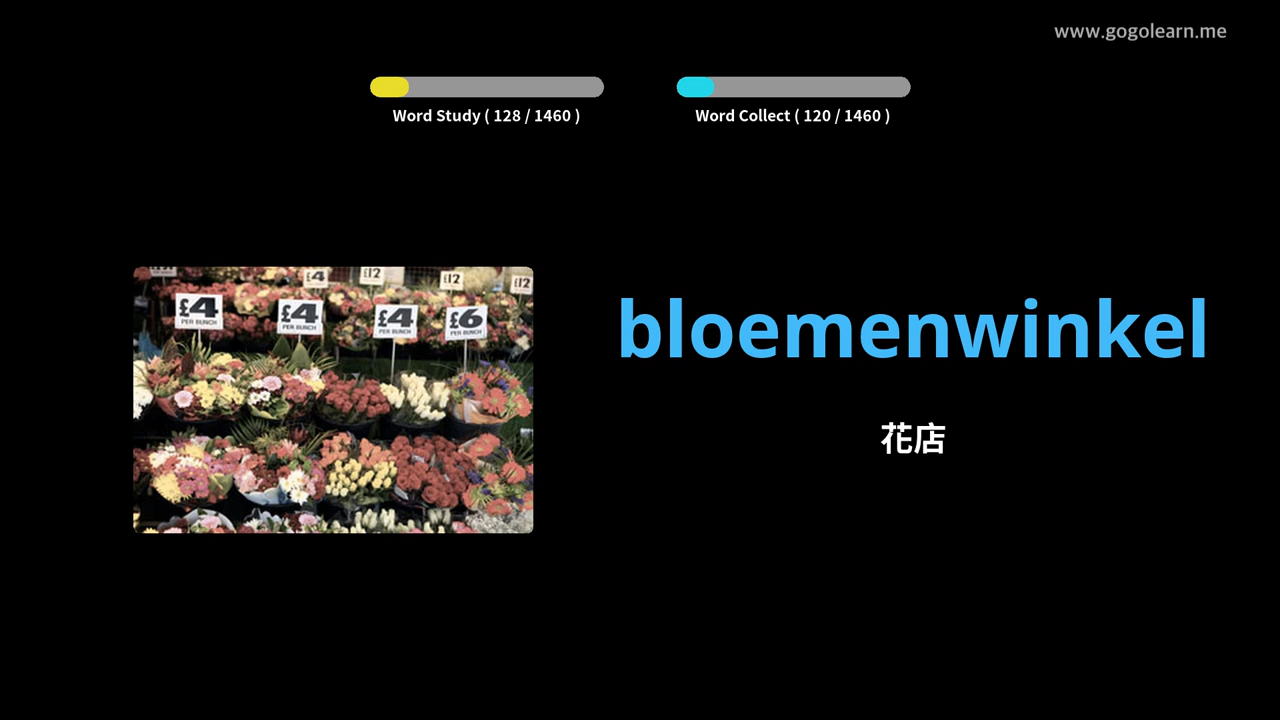 www.gogolearn.me
Word Study ( 128 / 1460 )
Word Collect ( 120 / 1460 )
£4
£12
£12
£12
£4
PER BUNCH
£4
PER BUNCH
£4
PER BUNCH
£6
PER BUNCH
bloemenwinkel
花店